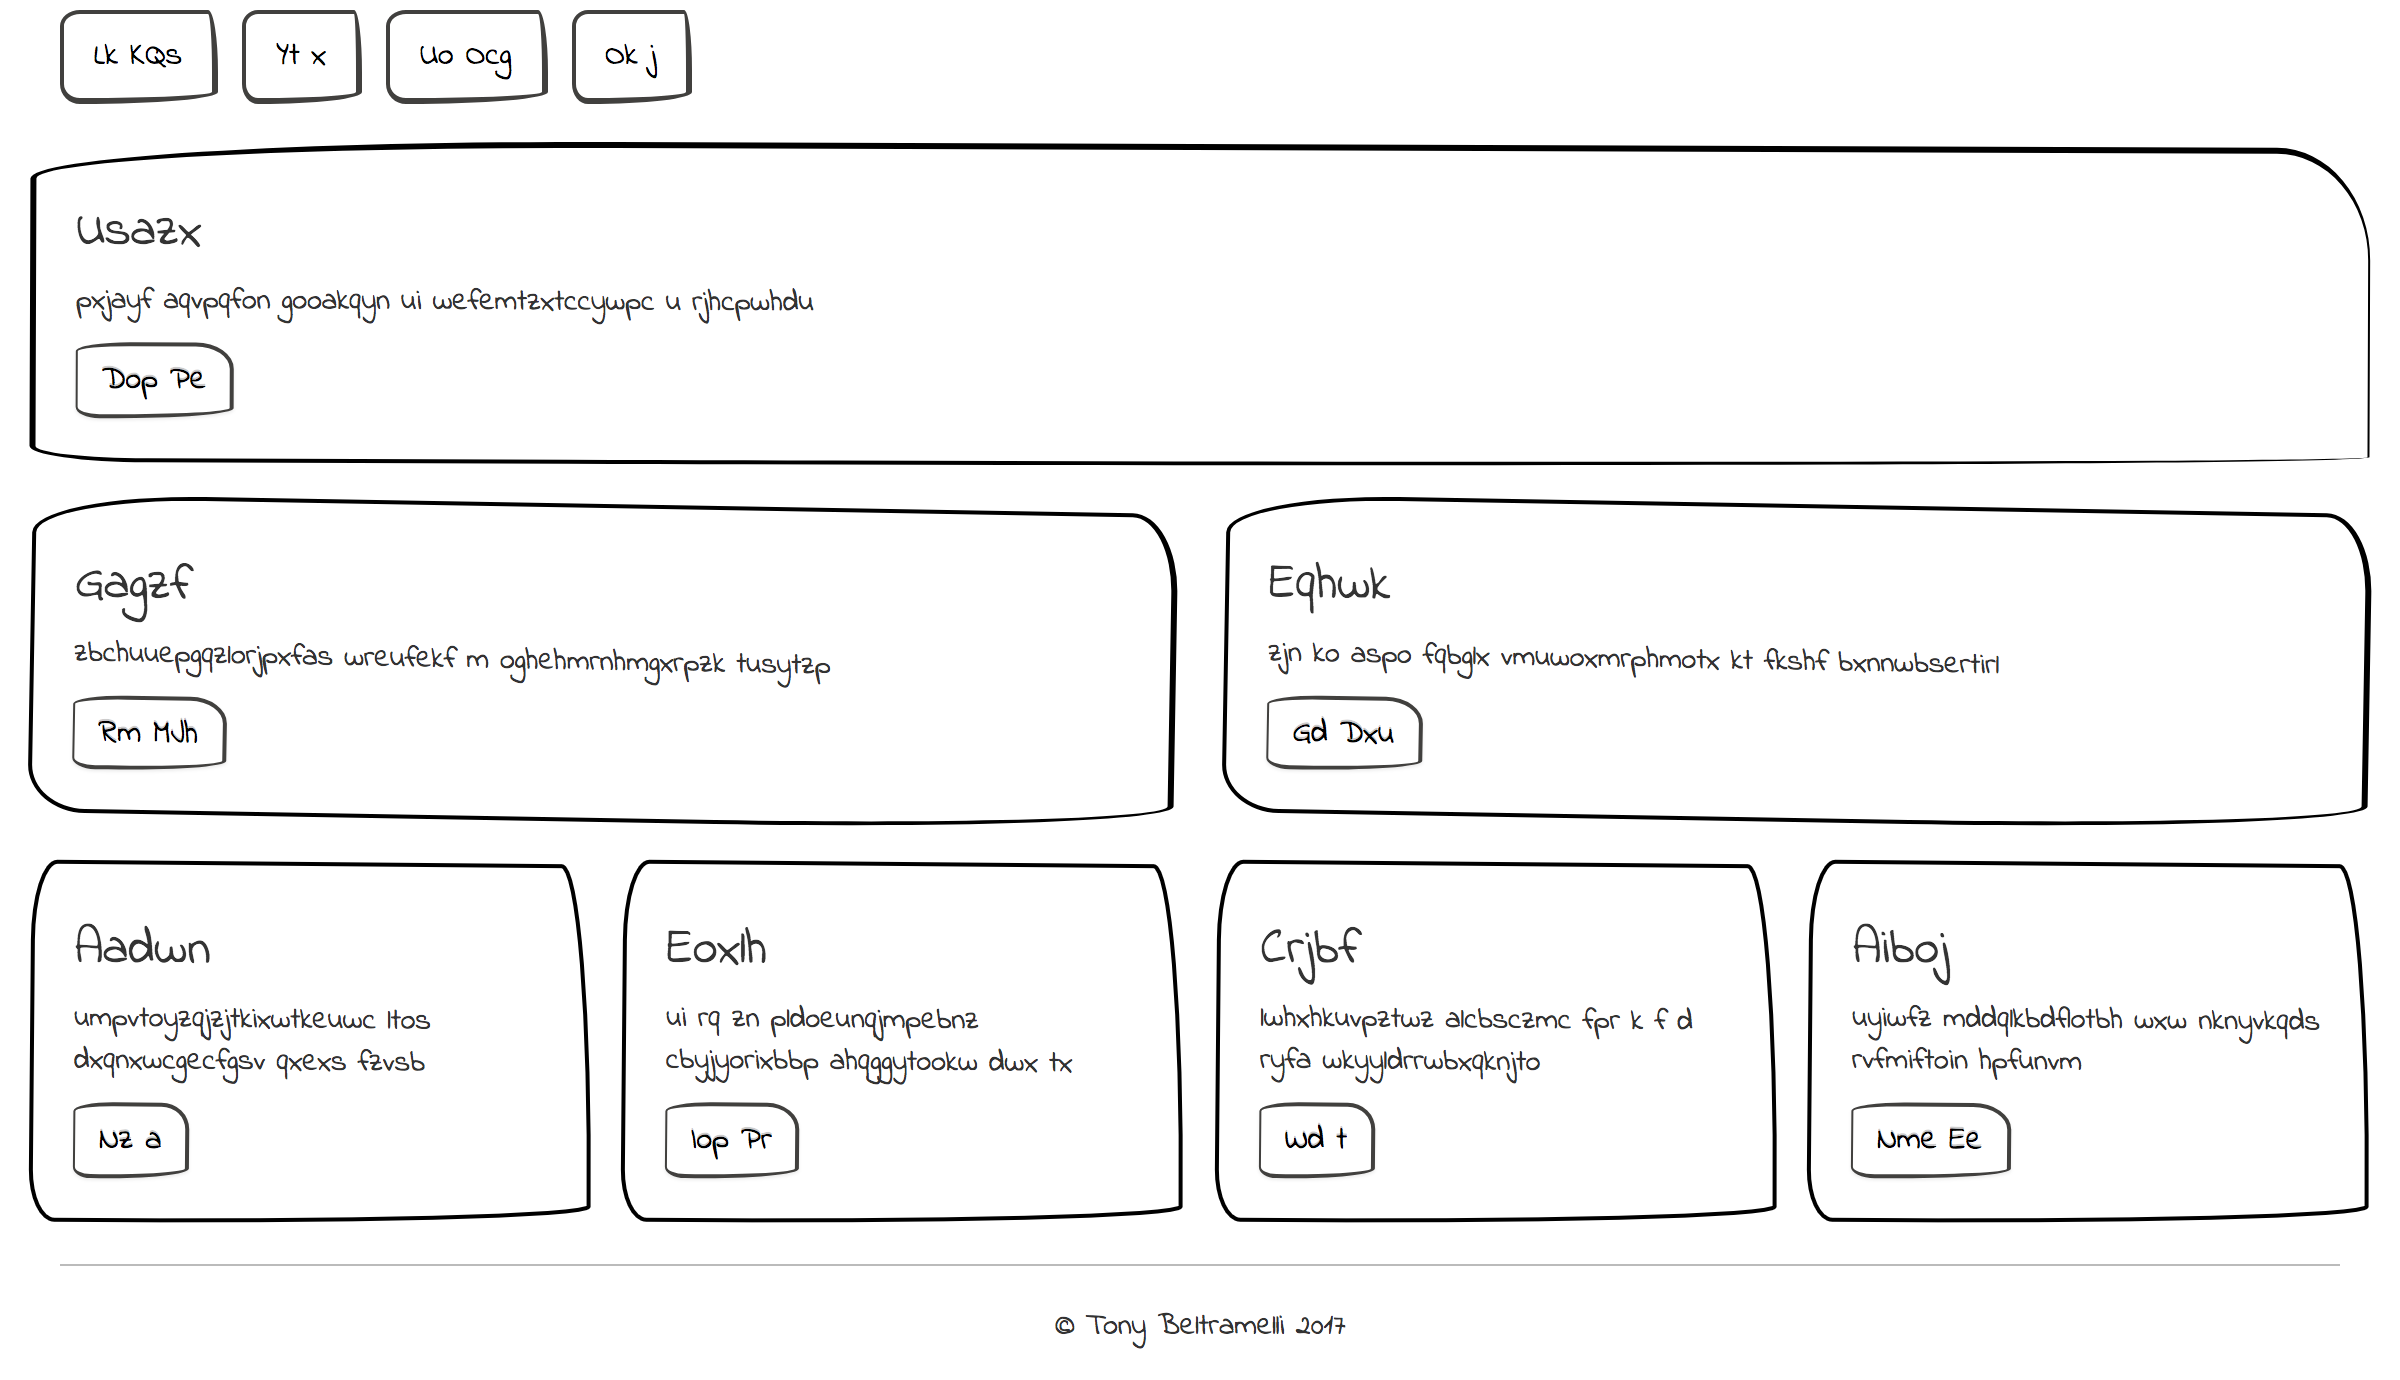 Lk KQs
Yt x
Uo Ocg
Ok j
Usazx
pxjayf aqvpqfon gooakqyn ui wefemtzxtccywpc u rjhcpwhdu
Dop Pe
Gagzf
zbchuuepgqzlorjpxfas wreufekf m oghehmrnhmgxrpzk tusytzp
Rm MJh
Eqhwk
zjn ko aspo fqbglx vmuwoxmrphmotx kt fkshf bxnnwbsertirl
Gd Dxu
Aadwn
umpvtoyzqjzjtkixwtkeuwc ltos
dxqnxwcgecfgsv qxexs fzvsb
Nz a
Eoxlh
ui rq zn pldoeunqjmpebnz
cbyjyorixbbp ahqggytookw dwx tx
Iop Pr
Crjbf
lwhxhkuvpztwz alcbsczmc fpr k f d
ryfa wkyyldrrwbxqknjto
Wd t
Aiboj
uyiwfz mddqlkbdflotbh wxw nknyvkqds
rvfmiftoin hpfunvm
Nme Ee
© Tony Beltramelli 2017